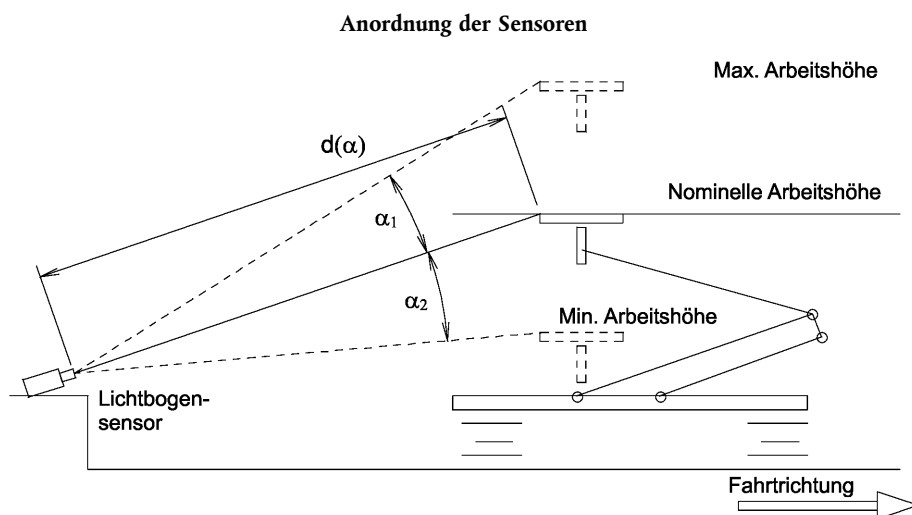 Anordnung der Sensoren
Max. Arbeitshöhe
d(α)
Nominelle Arbeitshöhe
α1
α2
Min. Arbeitshöhe
Lichtbogen-
sensor
Fahrtrichtung